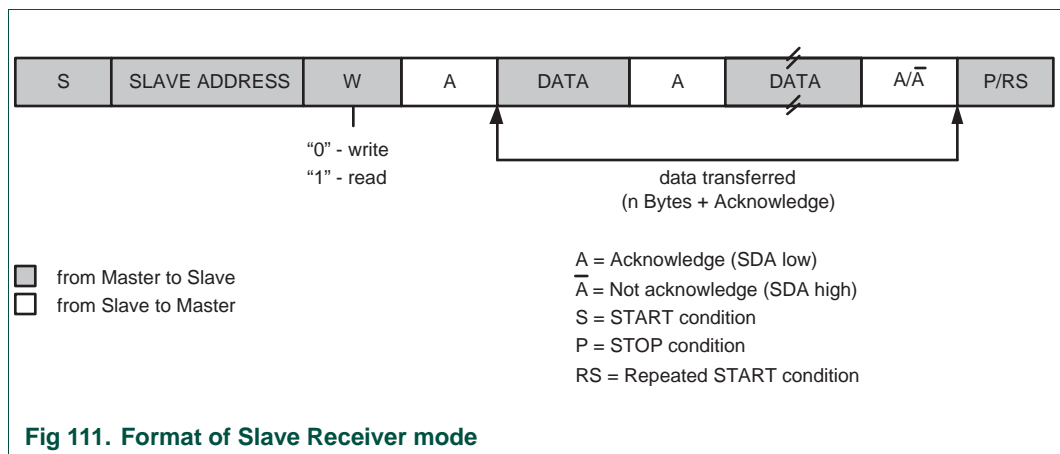 S SLAVE ADDRESS W A DATA A DATA A/A̅ P/RS
“0” - write
“1” - read
data transferred
(n Bytes + Acknowledge)
from Master to Slave
from Slave to Master
A = Acknowledge (SDA low)
A̅ = Not acknowledge (SDA high)
S = START condition
P = STOP condition
RS = Repeated START condition
Fig 111. Format of Slave Receiver mode